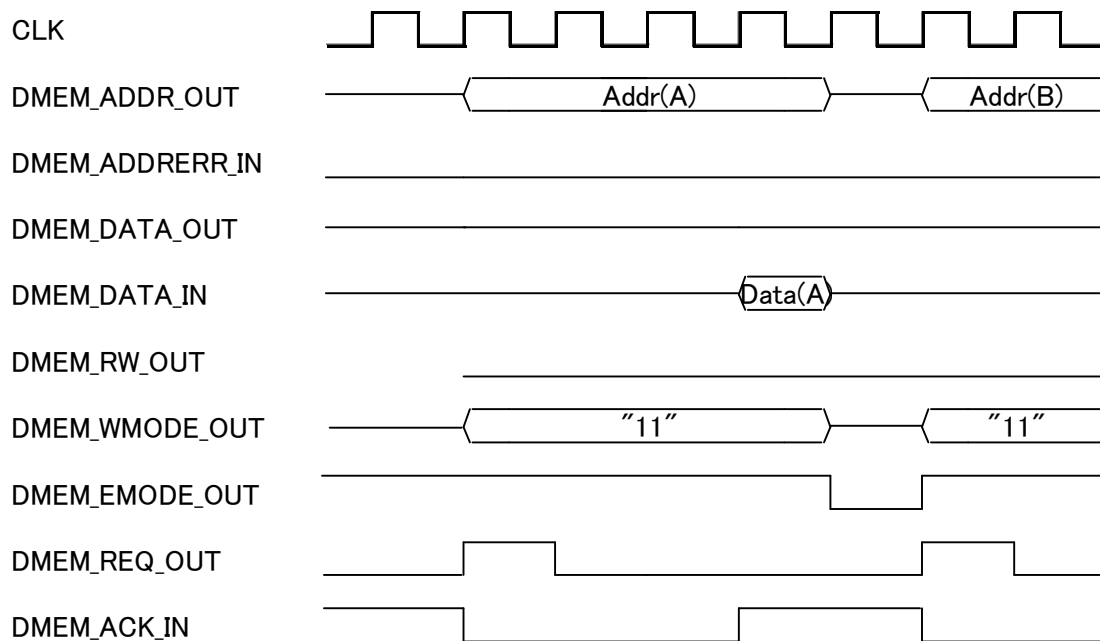 CLK
DMEM_ADDR_OUT Addr(A) Addr(B)
DMEM_ADDRERR_IN
DMEM_DATA_OUT
DMEM_DATA_IN Data(A)
DMEM_RW_OUT
DMEM_WMODE_OUT "11" "11"
DMEM_EMODE_OUT
DMEM_REQ_OUT
DMEM_ACK_IN